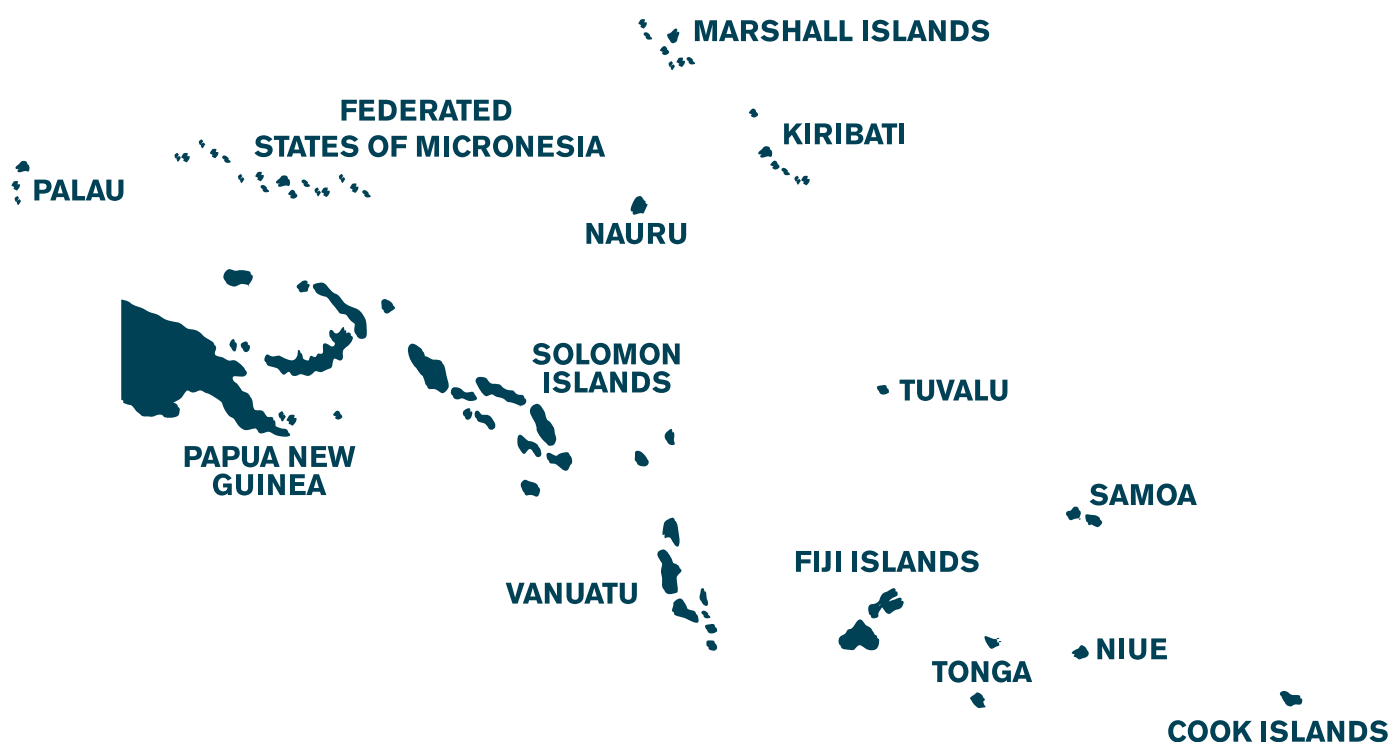 MARSHALL ISLANDS
FEDERATED
STATES OF MICRONESIA
KIRIBATI
PALAU
NAURU
SOLOMON
ISLANDS
TUVALU
PAPUA NEW
GUINEA
SAMOA
FIJI ISLANDS
VANUATU
NIUE
TONGA
COOK ISLANDS